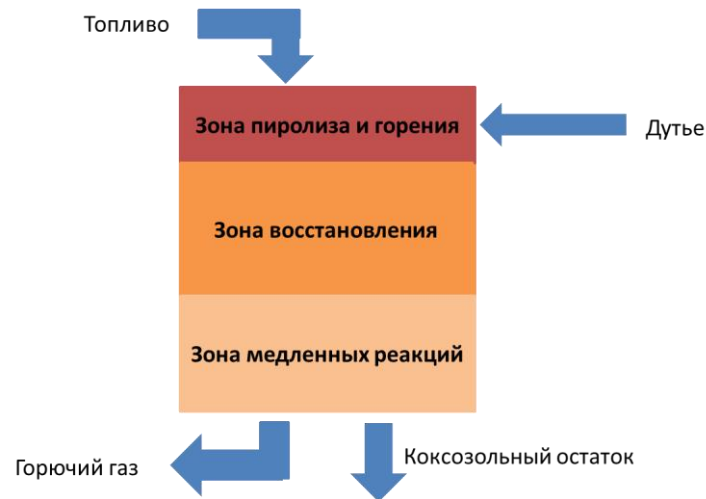 Топливо
Зона пиролиза и горения
Дутье
Зона восстановления
Зона медленных реакций
Горючий газ
Коксозольный остаток